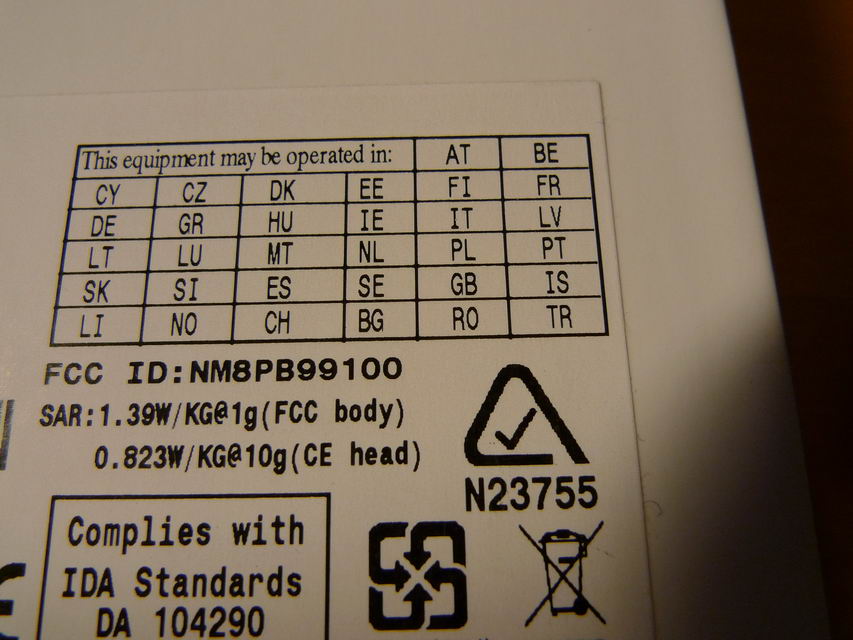 This equipment may be operated in: AT BE
CY CZ DK EE FI FR
DE GR HU IE IT LV
LT LU MT NL PL PT
SK SI ES SE GB IS
LI NO CH BG RO TR
FCC ID:NM8PB99100
SAR:1.39W/KG@1g(FCC body)
0.823W/KG@10g(CE head)
N23755
Complies with
IDA Standards
DA 104290